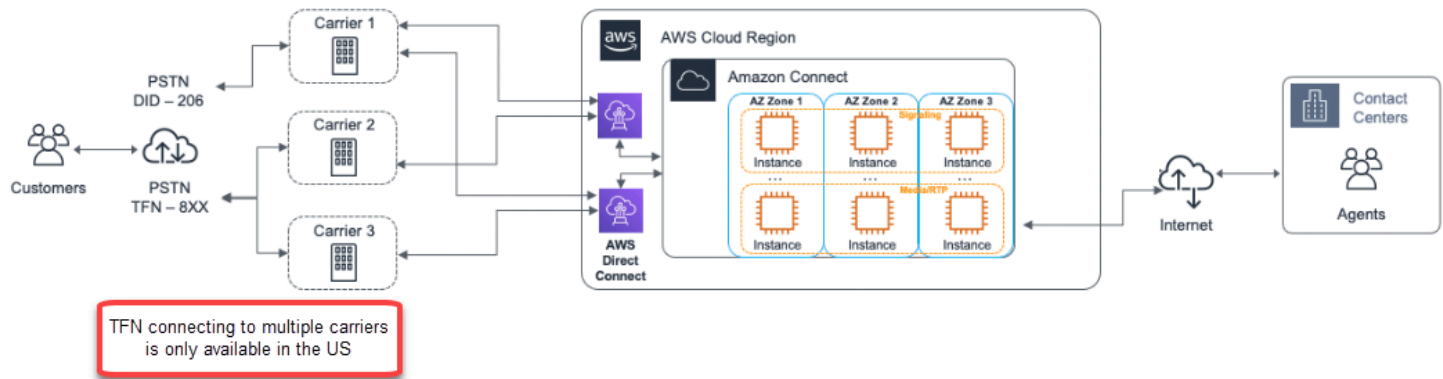 Customers
PSTN
DID – 206
PSTN
TFN – 8XX
Carrier 1
Carrier 2
Carrier 3
TFN connecting to multiple carriers
is only available in the US
aws
AWS Cloud Region
AWS
Direct
Connect
Amazon Connect
AZ Zone 1
AZ Zone 2
AZ Zone 3
Signaling
Instance
Instance
Instance
...
...
...
Media/RTP
Instance
Instance
Instance
Internet
Contact
Centers
Agents